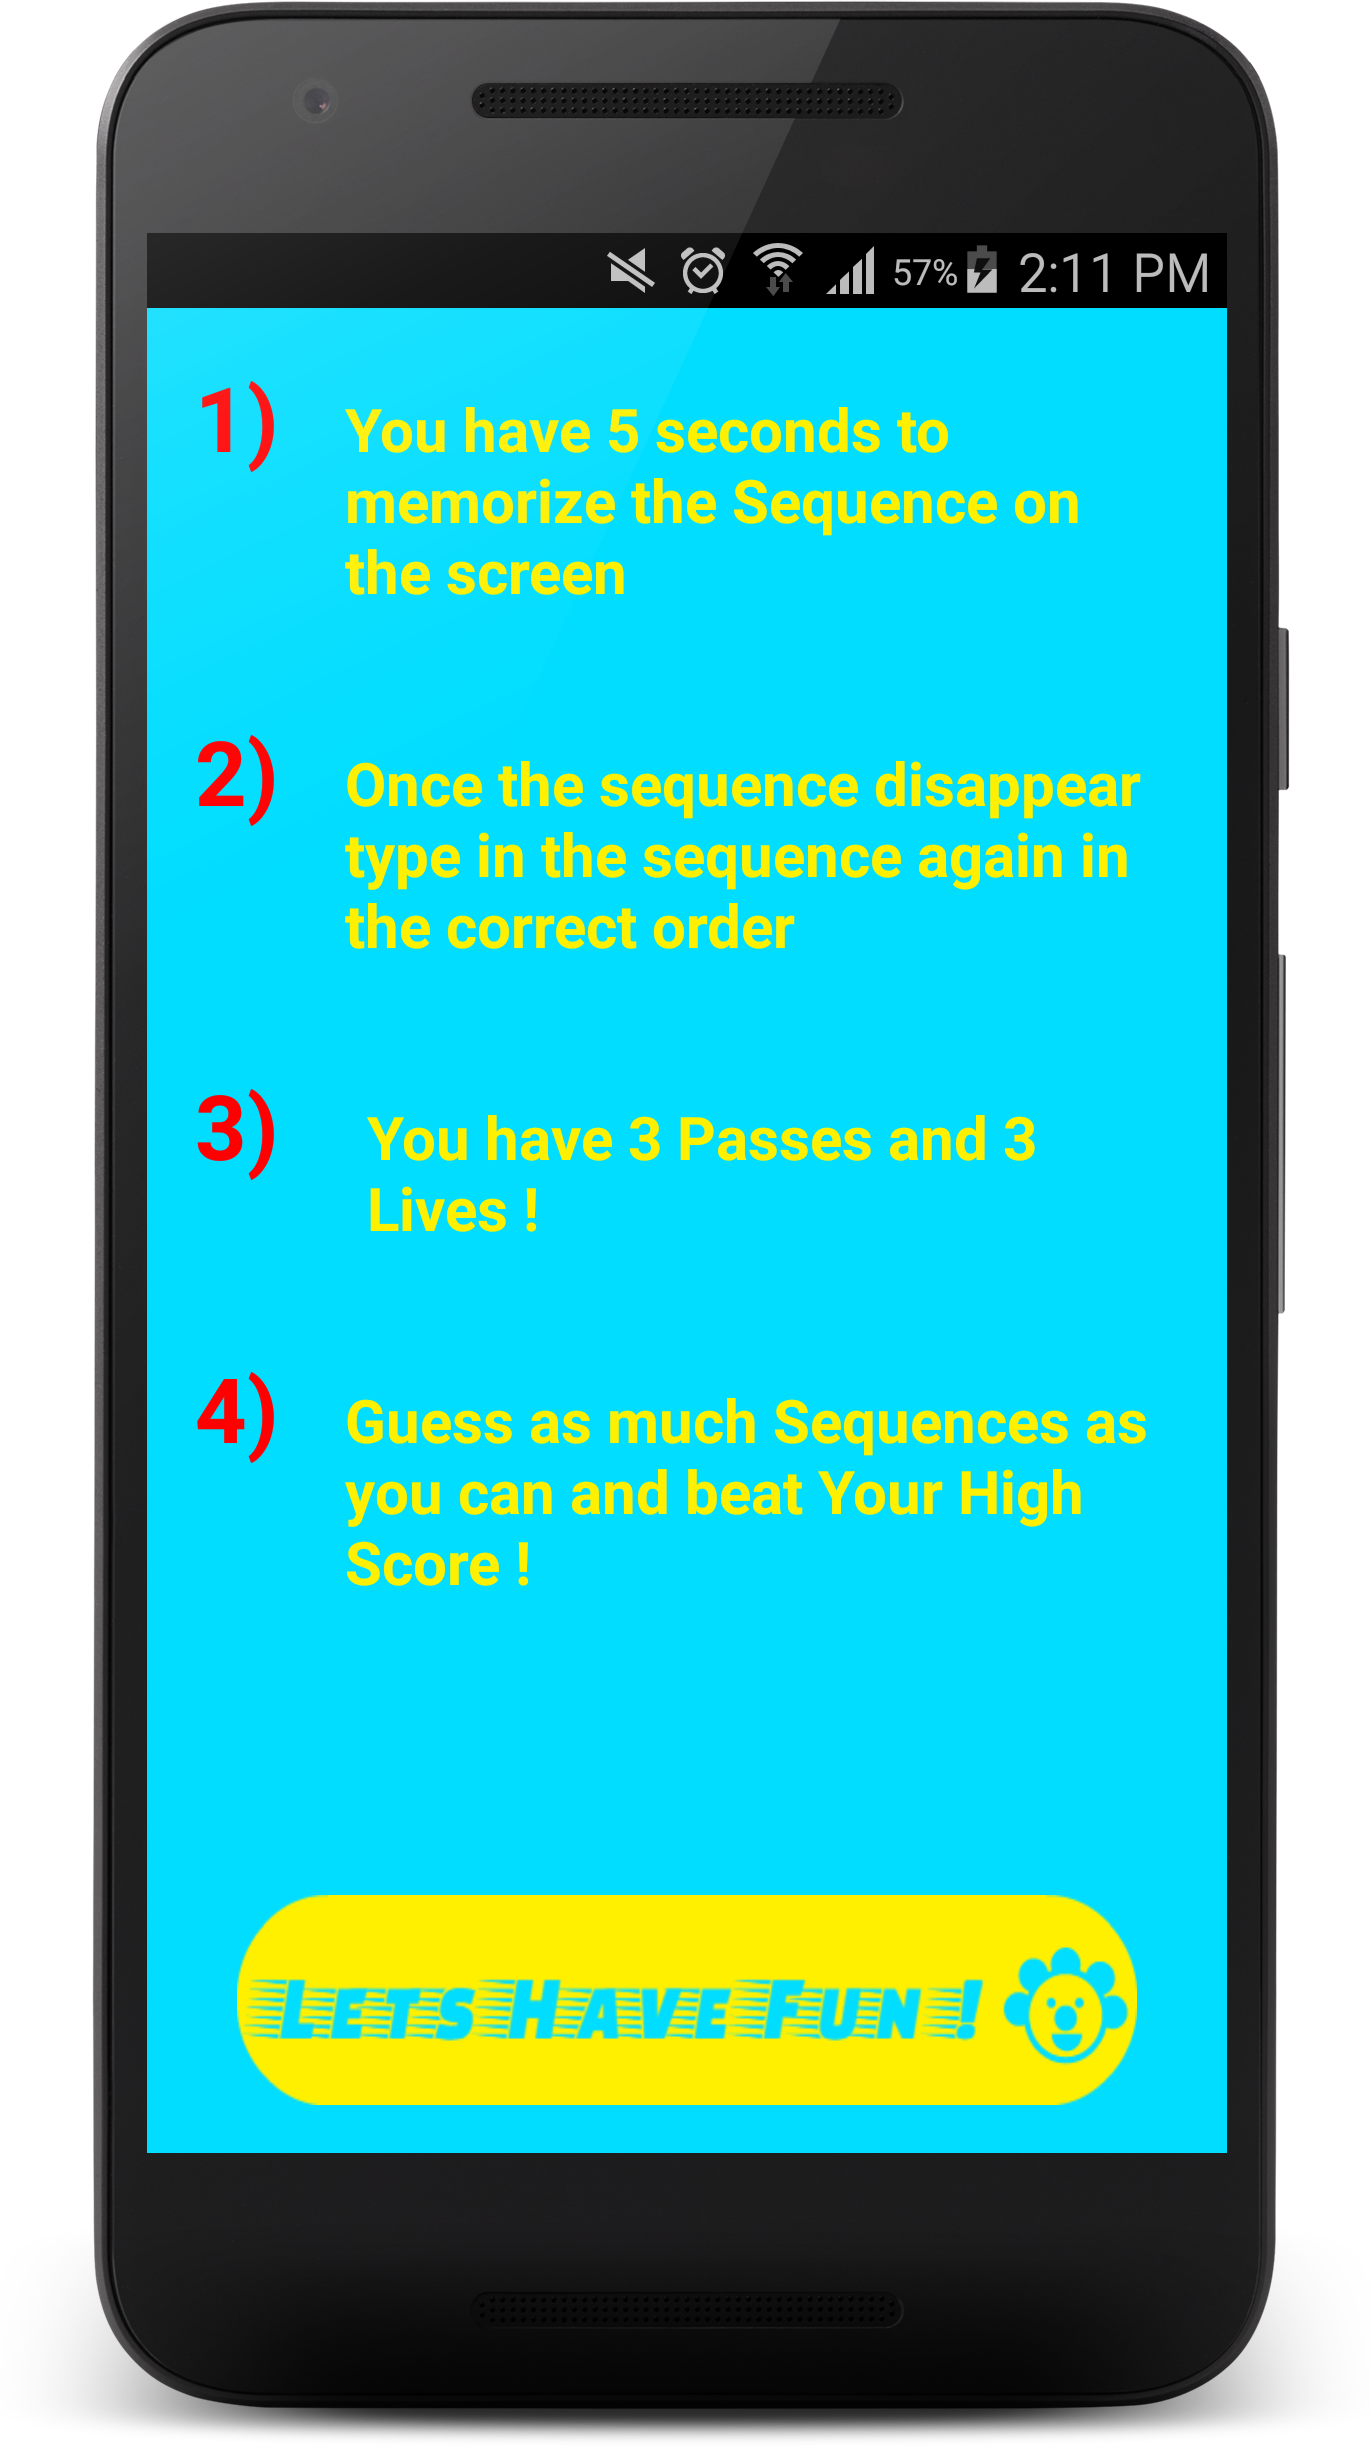 57% 2:11 PM
1) You have 5 seconds to
memorize the Sequence on
the screen
2) Once the sequence disappear
type in the sequence again in
the correct order
3) You have 3 Passes and 3
Lives !
4) Guess as much Sequences as
you can and beat Your High
Score !
Lets Have Fun !